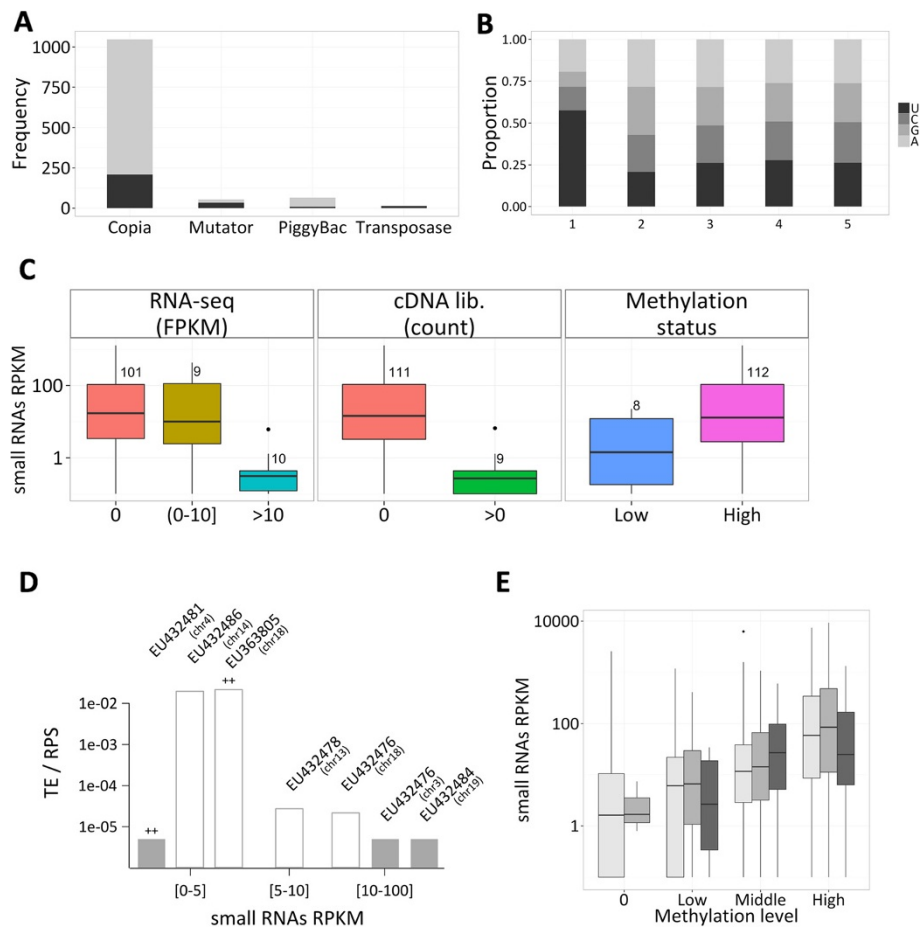 A
Frequency
1000
750
500
250
0
Copia
Mutator
PiggyBac
Transposase
B
Proportion
1.00
0.75
0.50
0.25
0.00
1
2
3
4
5
U
C
G
A
C
small RNAs RPKM
100
1
RNA-seq
(FPKM)
101
9
10
0
(0-10]
>10
cDNA lib.
(count)
111
9
0
>0
Methylation
status
8
112
Low
High
D
TE / RPS
1e-02
1e-03
1e-04
1e-05
++
EU432481
(chr4)
EU432486
(chr14)
EU363805
(chr18)
++
EU432478
(chr13)
EU432476
(chr18)
EU432476
(chr3)
EU432484
(chr19)
[0-5]
[5-10]
[10-100]
small RNAs RPKM
E
small RNAs RPKM
10000
100
1
0
Low
Middle
High
Methylation level